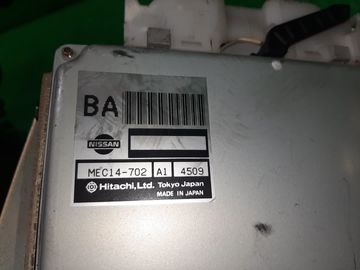 BA
NISSAN
MEC14-702 A1 4509
Hitachi, Ltd. Tokyo Japan
MADE IN JAPAN